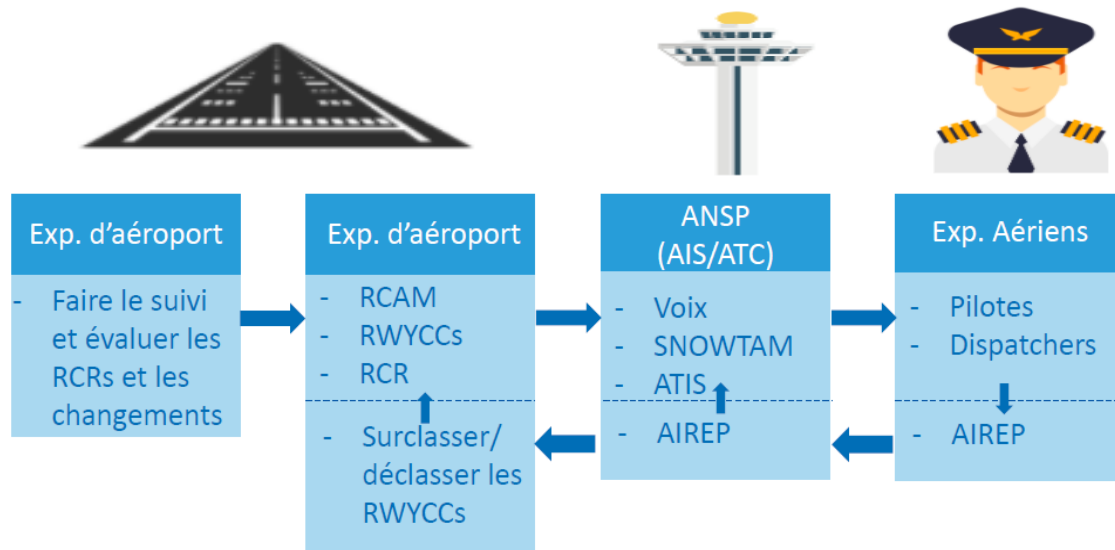 Exp. d'aéroport
- Faire le suivi
et évaluer les
RCRs et les
changements
Exp. d'aéroport
- RCAM
- RWYCCs
- RCR
- Surclasser/
déclasser les
RWYCCs
ANSP
(AIS/ATC)
- Voix
- SNOWTAM
- ATIS
- AIREP
Exp. Aériens
- Pilotes
- Dispatchers
- AIREP